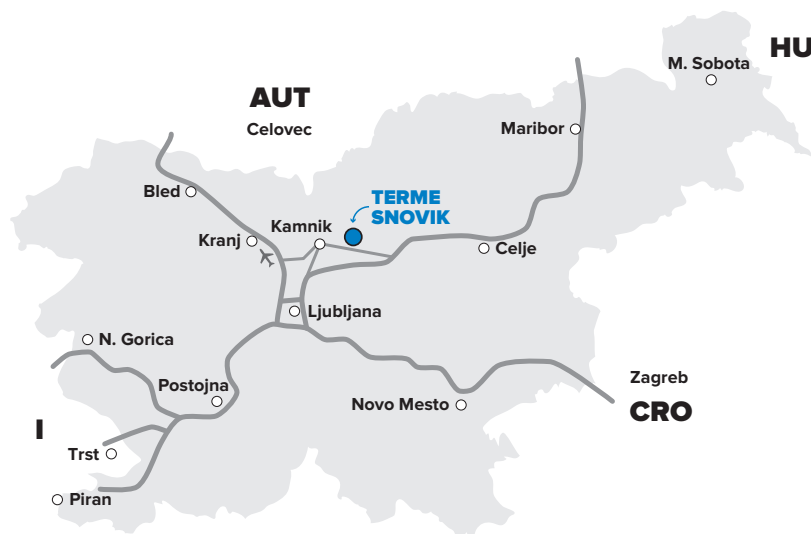 HU
M. Sobota
AUT
Celovec
Maribor
Bled
TERME
SNOVIK
Kamnik
Kranj
Celje
Ljubljana
N. Gorica
Postojna
Zagreb
Novo Mesto
CRO
I
Trst
Piran